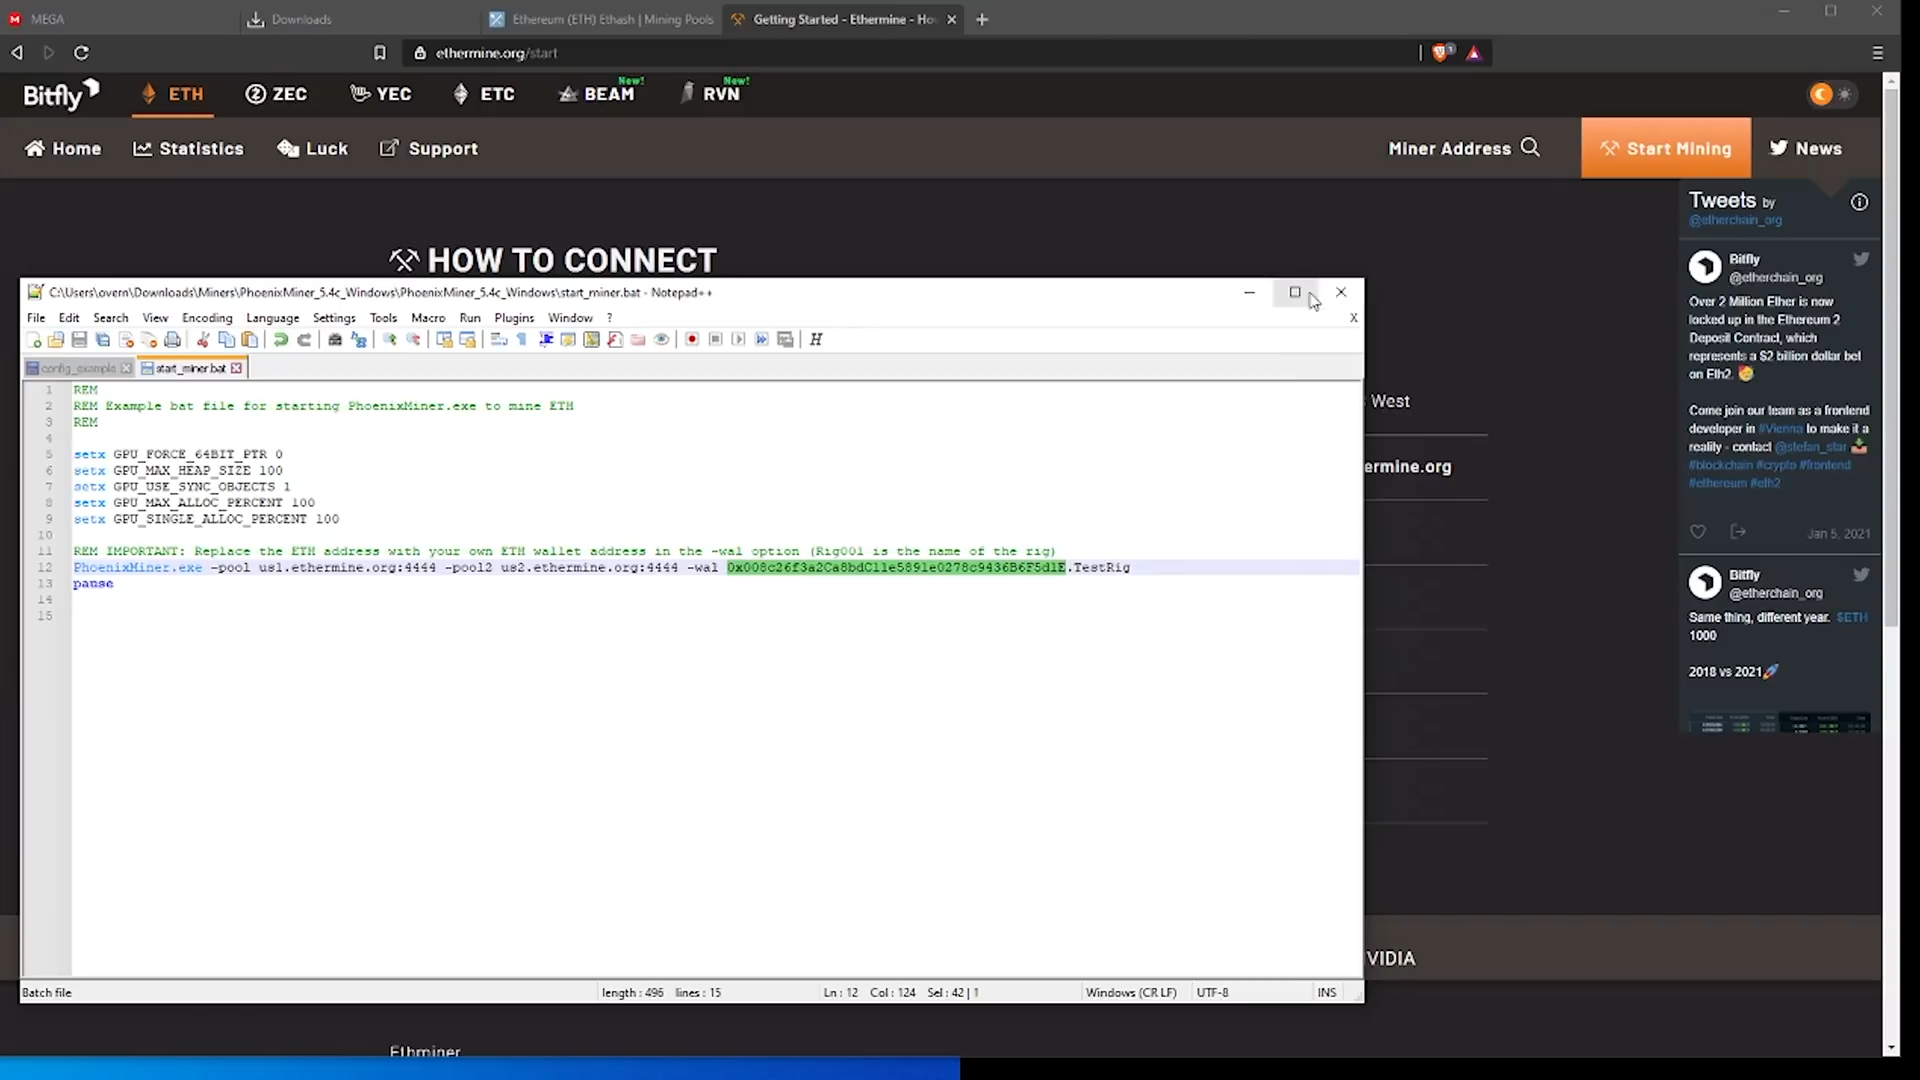 MEGA
Downloads
Ethereum (ETH) Ethash | Mining Pools
Getting Started - Ethermine - Ho
ethermine.org/start
Bitfly
ETH
ZEC
YEC
ETC
BEAM New!
RVN New!
Home
Statistics
Luck
Support
Miner Address
Start Mining
News
HOW TO CONNECT
C:\Users\overn\Downloads\Miners\PhoenixMiner_5.4c_Windows\PhoenixMiner_5.4c_Windows\start_miner.bat - Notepad++
File Edit Search View Encoding Language Settings Tools Macro Run Plugins Window ?
X
config_example
start_miner.bat
1 REM
2 REM Example bat file for starting PhoenixMiner.exe to mine ETH
3 REM
4
5 setx GPU_FORCE_64BIT_PTR 0
6 setx GPU_MAX_HEAP_SIZE 100
7 setx GPU_USE_SYNC_OBJECTS 1
8 setx GPU_MAX_ALLOC_PERCENT 100
9 setx GPU_SINGLE_ALLOC_PERCENT 100
10
11 REM IMPORTANT: Replace the ETH address with your own ETH wallet address in the -wal option (Rig001 is the name of the rig)
12 PhoenixMiner.exe -pool us1.ethermine.org:4444 -pool2 us2.ethermine.org:4444 -wal 0x008c26f3a2Ca8bdC11e5891e0278c9436B6F5d1E.TestRig
13 pause
14
15
Batch file
length : 496 lines : 15
Ln : 12 Col : 124 Sel : 42 | 1
Windows (CR LF)
UTF-8
INS
West
ermine.org
VIDIA
Ethminer
Tweets by
@etherchain_org
Bitfly
@etherchain_org
Over 2 Million Ether is now
locked up in the Ethereum 2
Deposit Contract, which
represents a $2 billion dollar bet
on Eth2.
Come join our team as a frontend
developer in #Vienna to make it a
reality - contact @stefan_star
#blockchain #crypto #frontend
#ethereum #eth2
Jan 5, 2021
Bitfly
@etherchain_org
Same thing, different year. $ETH
1000
2018 vs 2021